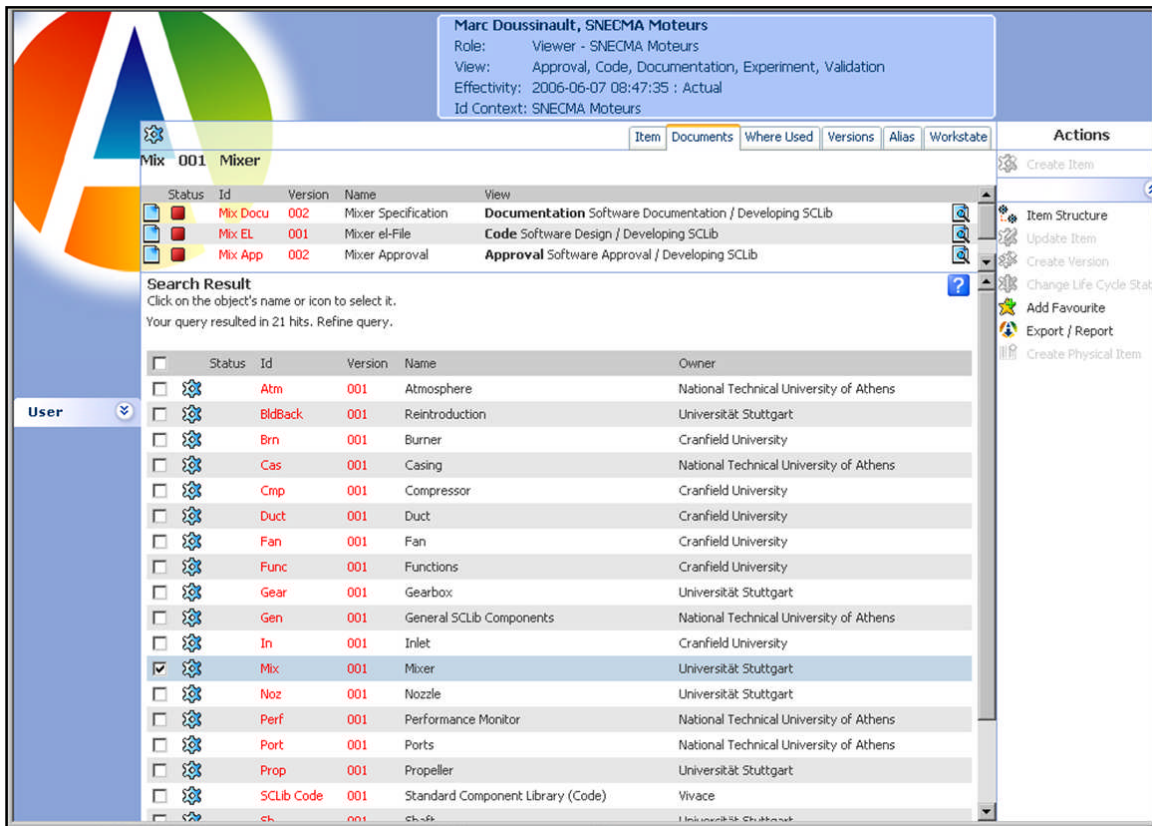 Marc Doussinault, SNECMA Moteurs
Role: Viewer - SNECMA Moteurs
View: Approval, Code, Documentation, Experiment, Validation
Effectivity: 2006-06-07 08:47:35 : Actual
Id Context: SNECMA Moteurs
Item Documents Where Used Versions Alias Workstate
Mix 001 Mixer
Status Id Version Name View
Mix Docu 002 Mixer Specification Documentation Software Documentation / Developing SCLib
Mix EL 001 Mixer el-File Code Software Design / Developing SCLib
Mix App 002 Mixer Approval Approval Software Approval / Developing SCLib
Search Result
Click on the object's name or icon to select it.
Your query resulted in 21 hits. Refine query.
Status Id Version Name Owner
Atm 001 Atmosphere National Technical University of Athens
BldBack 001 Reintroduction Universität Stuttgart
Brn 001 Burner Cranfield University
Cas 001 Casing National Technical University of Athens
Cmp 001 Compressor Cranfield University
Duct 001 Duct Cranfield University
Fan 001 Fan Cranfield University
Func 001 Functions Cranfield University
Gear 001 Gearbox Universität Stuttgart
Gen 001 General SCLib Components National Technical University of Athens
In 001 Inlet Cranfield University
Mix 001 Mixer Universität Stuttgart
Noz 001 Nozzle Universität Stuttgart
Perf 001 Performance Monitor National Technical University of Athens
Port 001 Ports National Technical University of Athens
Prop 001 Propeller Universität Stuttgart
SCLib Code 001 Standard Component Library (Code) Vivace
Sh 001 Shaft Universität Stuttgart
User
Actions
Create Item
Item Structure
Update Item
Create Version
Change Life Cycle Stat
Add Favourite
Export / Report
Create Physical Item